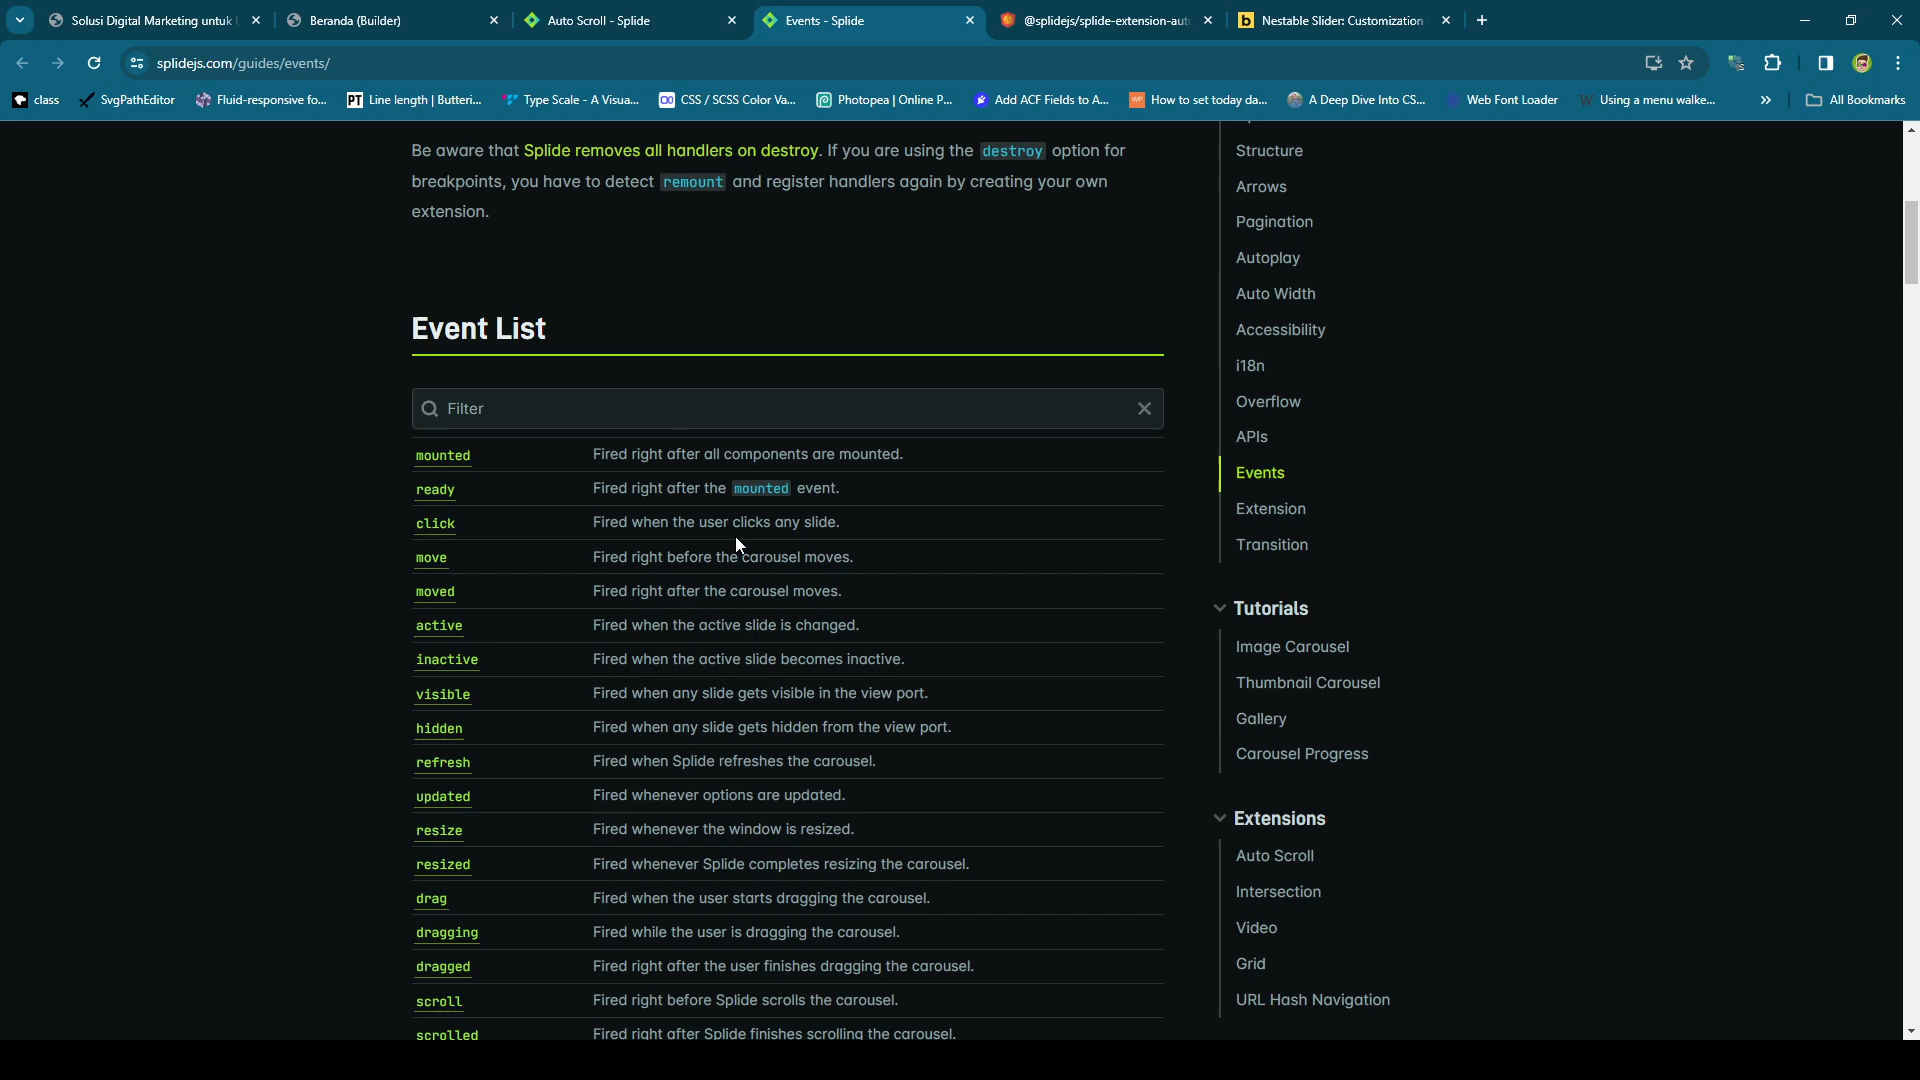 Solusi Digital Marketing untuk
Beranda (Builder)
Auto Scroll - Splide
Events - Splide
@splidejs/splide-extension-aut
Nestable Slider: Customization
splidejs.com/guides/events/
class
SvgPathEditor
Fluid-responsive fo...
Line length | Butteri...
Type Scale - A Visua...
CSS / SCSS Color Va...
Photopea | Online P...
Add ACF Fields to A...
How to set today da...
A Deep Dive Into CS...
Web Font Loader
Using a menu walke...
All Bookmarks
Be aware that Splide removes all handlers on destroy. If you are using the destroy option for
breakpoints, you have to detect remount and register handlers again by creating your own
extension.
Event List
Filter
mounted Fired right after all components are mounted.
ready Fired right after the mounted event.
click Fired when the user clicks any slide.
move Fired right before the carousel moves.
moved Fired right after the carousel moves.
active Fired when the active slide is changed.
inactive Fired when the active slide becomes inactive.
visible Fired when any slide gets visible in the view port.
hidden Fired when any slide gets hidden from the view port.
refresh Fired when Splide refreshes the carousel.
updated Fired whenever options are updated.
resize Fired whenever the window is resized.
resized Fired whenever Splide completes resizing the carousel.
drag Fired when the user starts dragging the carousel.
dragging Fired while the user is dragging the carousel.
dragged Fired right after the user finishes dragging the carousel.
scroll Fired right before Splide scrolls the carousel.
scrolled Fired right after Splide finishes scrolling the carousel.
Structure
Arrows
Pagination
Autoplay
Auto Width
Accessibility
i18n
Overflow
APIs
Events
Extension
Transition
Tutorials
Image Carousel
Thumbnail Carousel
Gallery
Carousel Progress
Extensions
Auto Scroll
Intersection
Video
Grid
URL Hash Navigation